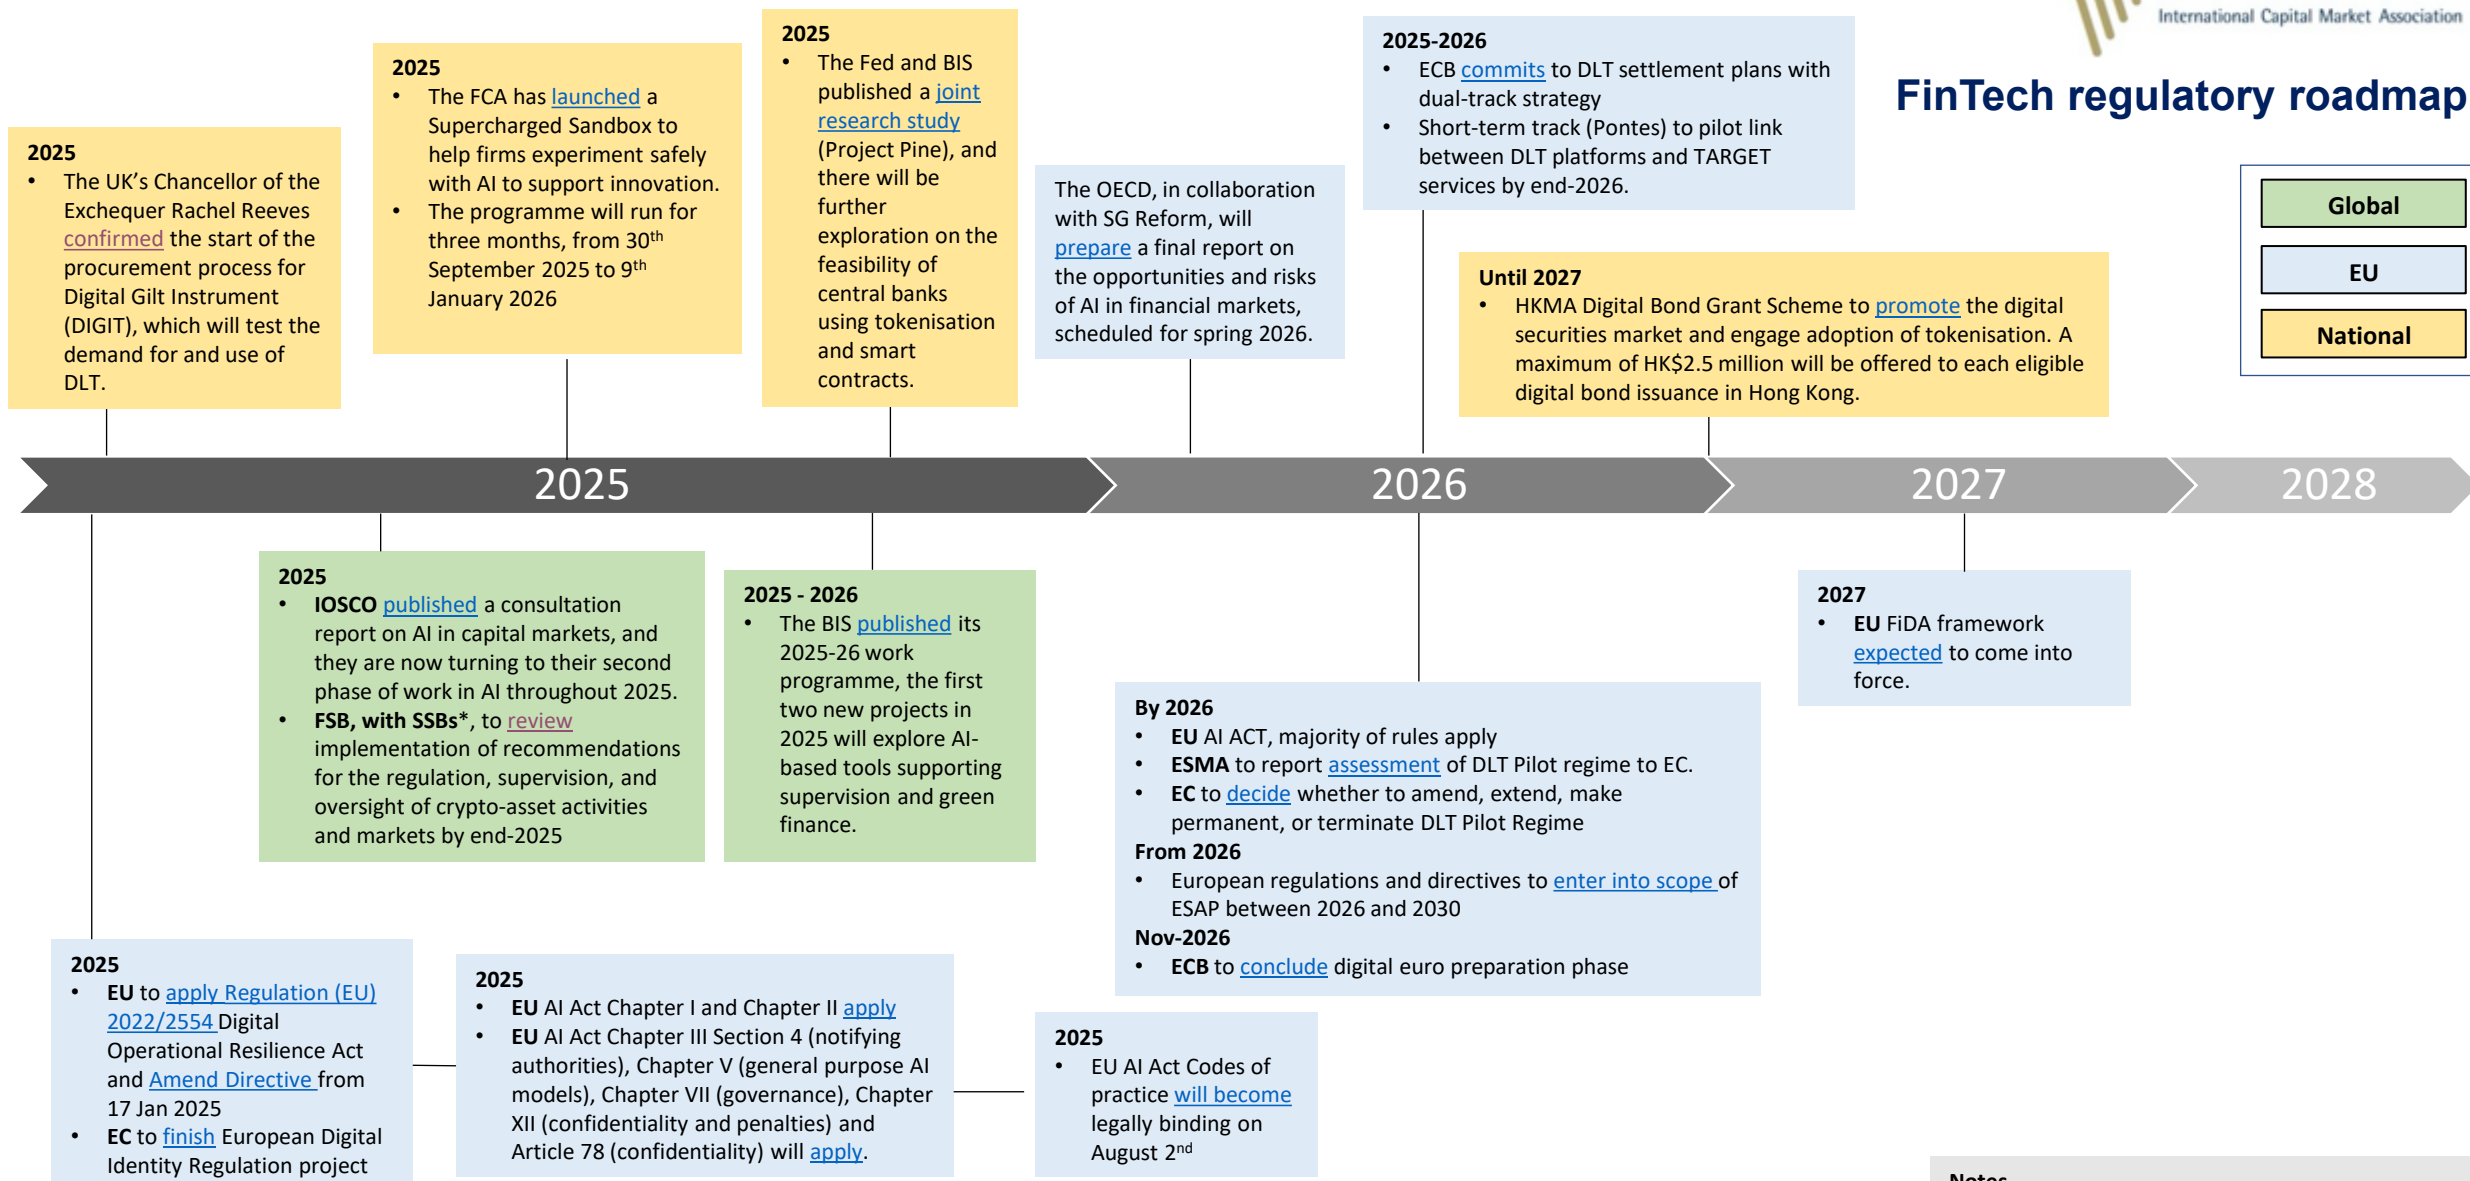 International Capital Market Association
FinTech regulatory roadmap
Global
EU
National
2025
• The UK’s Chancellor of the
Exchequer Rachel Reeves
confirmed the start of the
procurement process for
Digital Gilt Instrument
(DIGIT), which will test the
demand for and use of
DLT.
2025
• The FCA has launched a
Supercharged Sandbox to
help firms experiment safely
with AI to support innovation.
• The programme will run for
three months, from 30th
September 2025 to 9th
January 2026
2025
• The Fed and BIS
published a joint
research study
(Project Pine), and
there will be
further
exploration on the
feasibility of
central banks
using tokenisation
and smart
contracts.
The OECD, in collaboration
with SG Reform, will
prepare a final report on
the opportunities and risks
of AI in financial markets,
scheduled for spring 2026.
2025-2026
• ECB commits to DLT settlement plans with
dual-track strategy
• Short-term track (Pontes) to pilot link
between DLT platforms and TARGET
services by end-2026.
Until 2027
• HKMA Digital Bond Grant Scheme to promote the digital
securities market and engage adoption of tokenisation. A
maximum of HK$2.5 million will be offered to each eligible
digital bond issuance in Hong Kong.
2025
2026
2027
2028
2025
• IOSCO published a consultation
report on AI in capital markets, and
they are now turning to their second
phase of work in AI throughout 2025.
• FSB, with SSBs*, to review
implementation of recommendations
for the regulation, supervision, and
oversight of crypto-asset activities
and markets by end-2025
2025 - 2026
• The BIS published its
2025-26 work
programme, the first
two new projects in
2025 will explore AI-
based tools supporting
supervision and green
finance.
By 2026
• EU AI ACT, majority of rules apply
• ESMA to report assessment of DLT Pilot regime to EC.
• EC to decide whether to amend, extend, make
permanent, or terminate DLT Pilot Regime
From 2026
• European regulations and directives to enter into scope of
ESAP between 2026 and 2030
Nov-2026
• ECB to conclude digital euro preparation phase
2027
• EU FiDA framework
expected to come into
force.
2025
• EU to apply Regulation (EU)
2022/2554 Digital
Operational Resilience Act
and Amend Directive from
17 Jan 2025
• EC to finish European Digital
Identity Regulation project
2025
• EU AI Act Chapter I and Chapter II apply
• EU AI Act Chapter III Section 4 (notifying
authorities), Chapter V (general purpose AI
models), Chapter VII (governance), Chapter
XII (confidentiality and penalties) and
Article 78 (confidentiality) will apply.
2025
• EU AI Act Codes of
practice will become
legally binding on
August 2nd
Notes